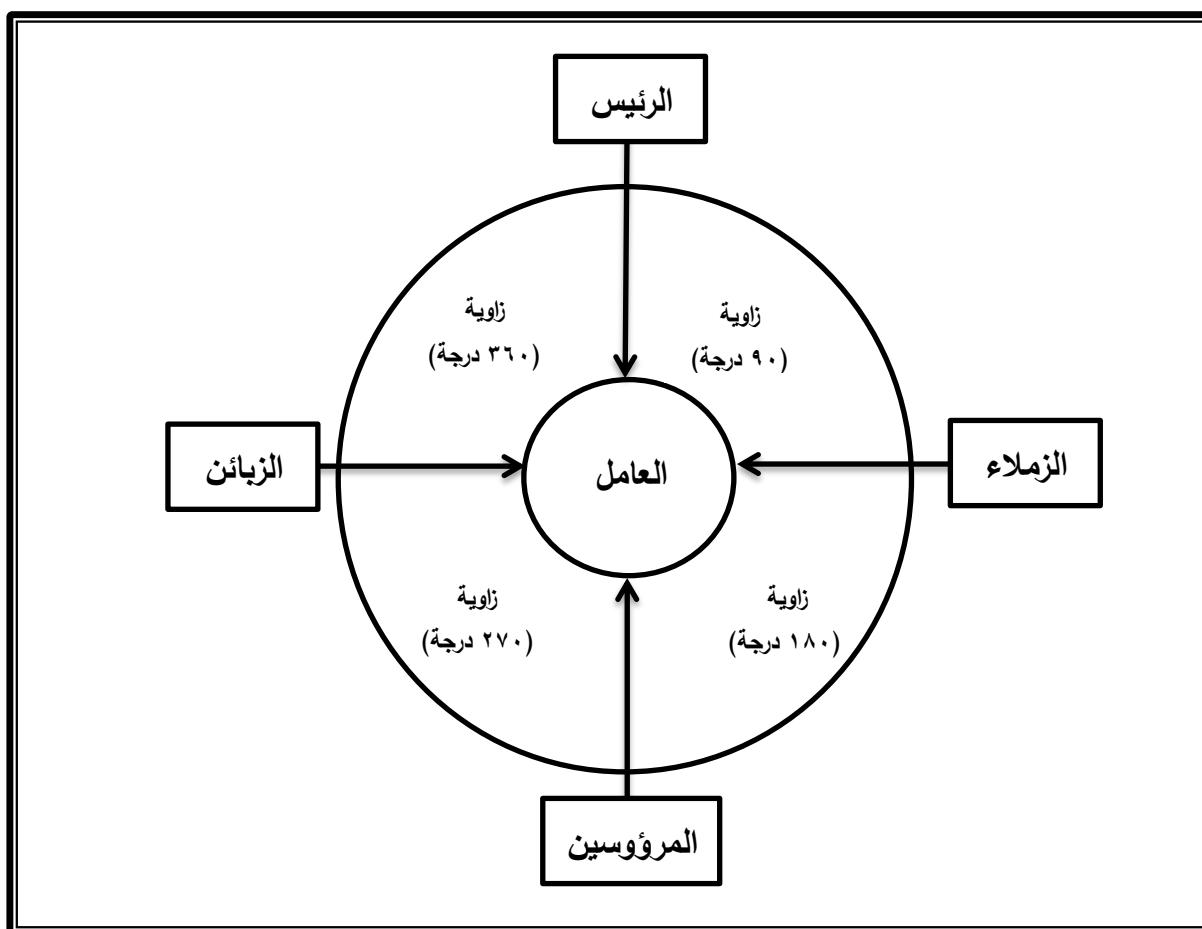 الرئيس
زاوية
(٩٠ درجة)
زاوية
(٣٦٠ درجة)
الزملاء
العامل
الزبائن
زاوية
(١٨٠ درجة)
زاوية
(٢٧٠ درجة)
المرؤوسين